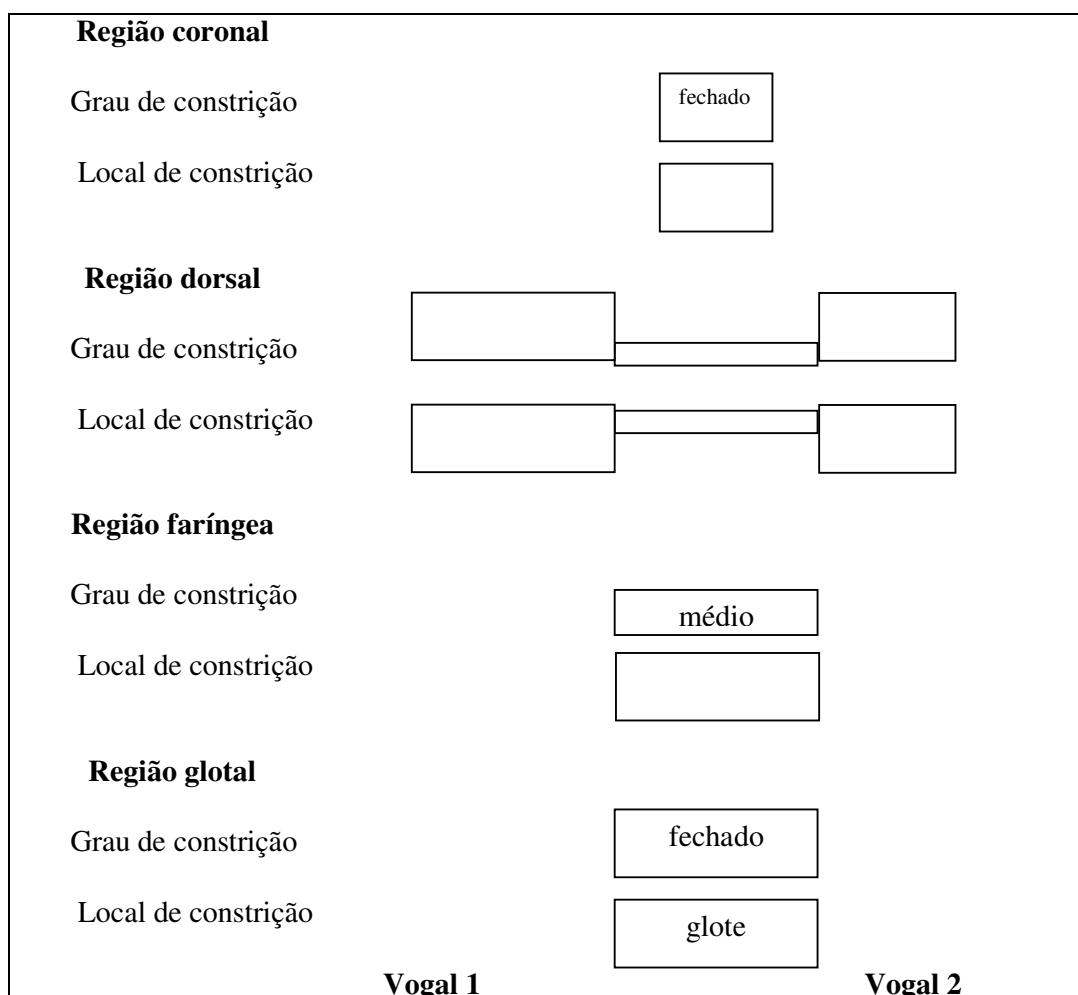 Região coronal
Grau de constrição
fechado
Local de constrição
Região dorsal
Grau de constrição
Local de constrição
Região faríngea
Grau de constrição
médio
Local de constrição
Região glotal
Grau de constrição
fechado
Local de constrição
glote
Vogal 1 Vogal 2